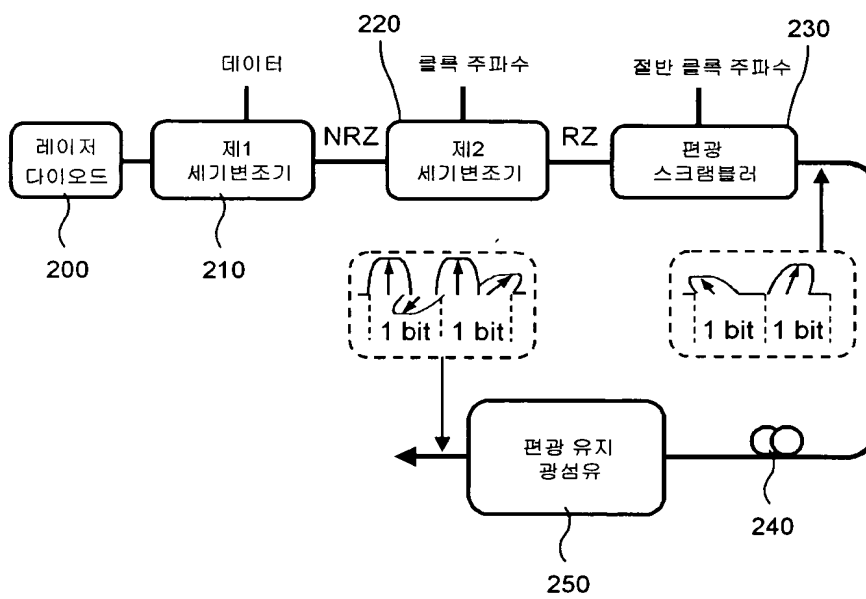 220
230
데이터
클록 주파수
절반 클록 주파수
레이저
다이오드
제1
세기변조기
NRZ
제2
세기변조기
RZ
편광
스크램블러
200
210
1 bit
1 bit
1 bit
1 bit
편광 유지
광섬유
240
250